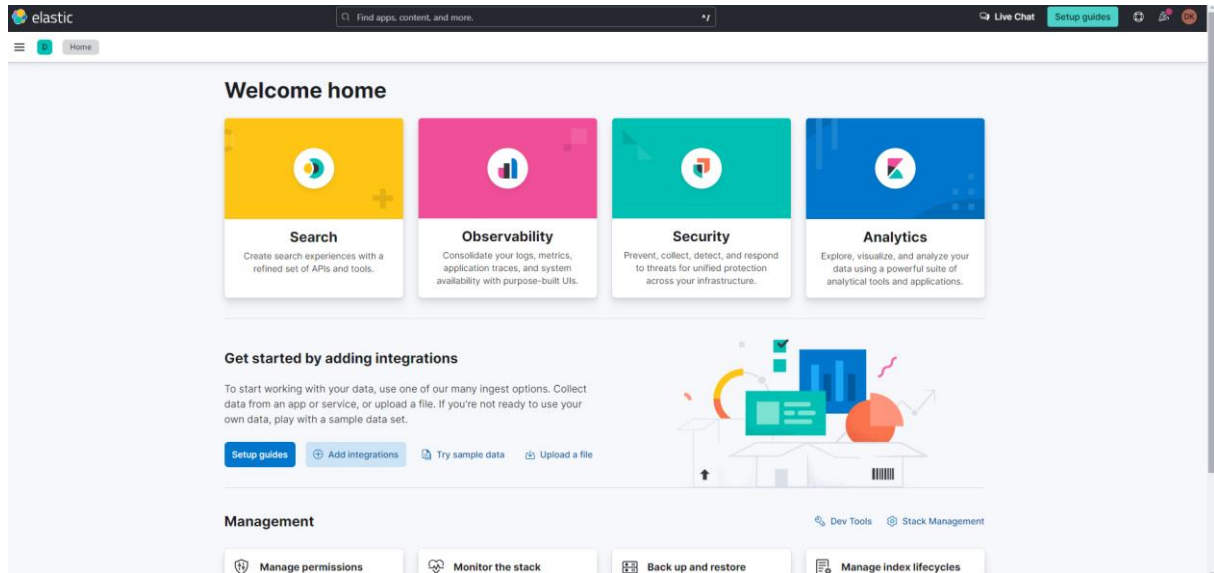 elastic
Find apps, content, and more.
^/
Live Chat
Setup guides
DK
D
Home
Welcome home
Search
Create search experiences with a
refined set of APIs and tools.
Observability
Consolidate your logs, metrics,
application traces, and system
availability with purpose-built UIs.
Security
Prevent, collect, detect, and respond
to threats for unified protection
across your infrastructure.
Analytics
Explore, visualize, and analyze your
data using a powerful suite of
analytical tools and applications.
Get started by adding integrations
To start working with your data, use one of our many ingest options. Collect
data from an app or service, or upload a file. If you're not ready to use your
own data, play with a sample data set.
Setup guides
Add integrations
Try sample data
Upload a file
Management
Dev Tools
Stack Management
Manage permissions
Monitor the stack
Back up and restore
Manage index lifecycles